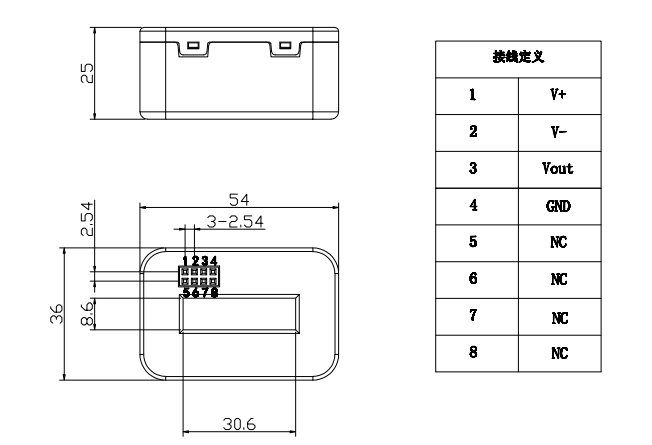 25
54
3-2.54
2.54
1234
5678
36
8.6
30.6
接线定义
1 V+
2 V-
3 Vout
4 GND
5 NC
6 NC
7 NC
8 NC